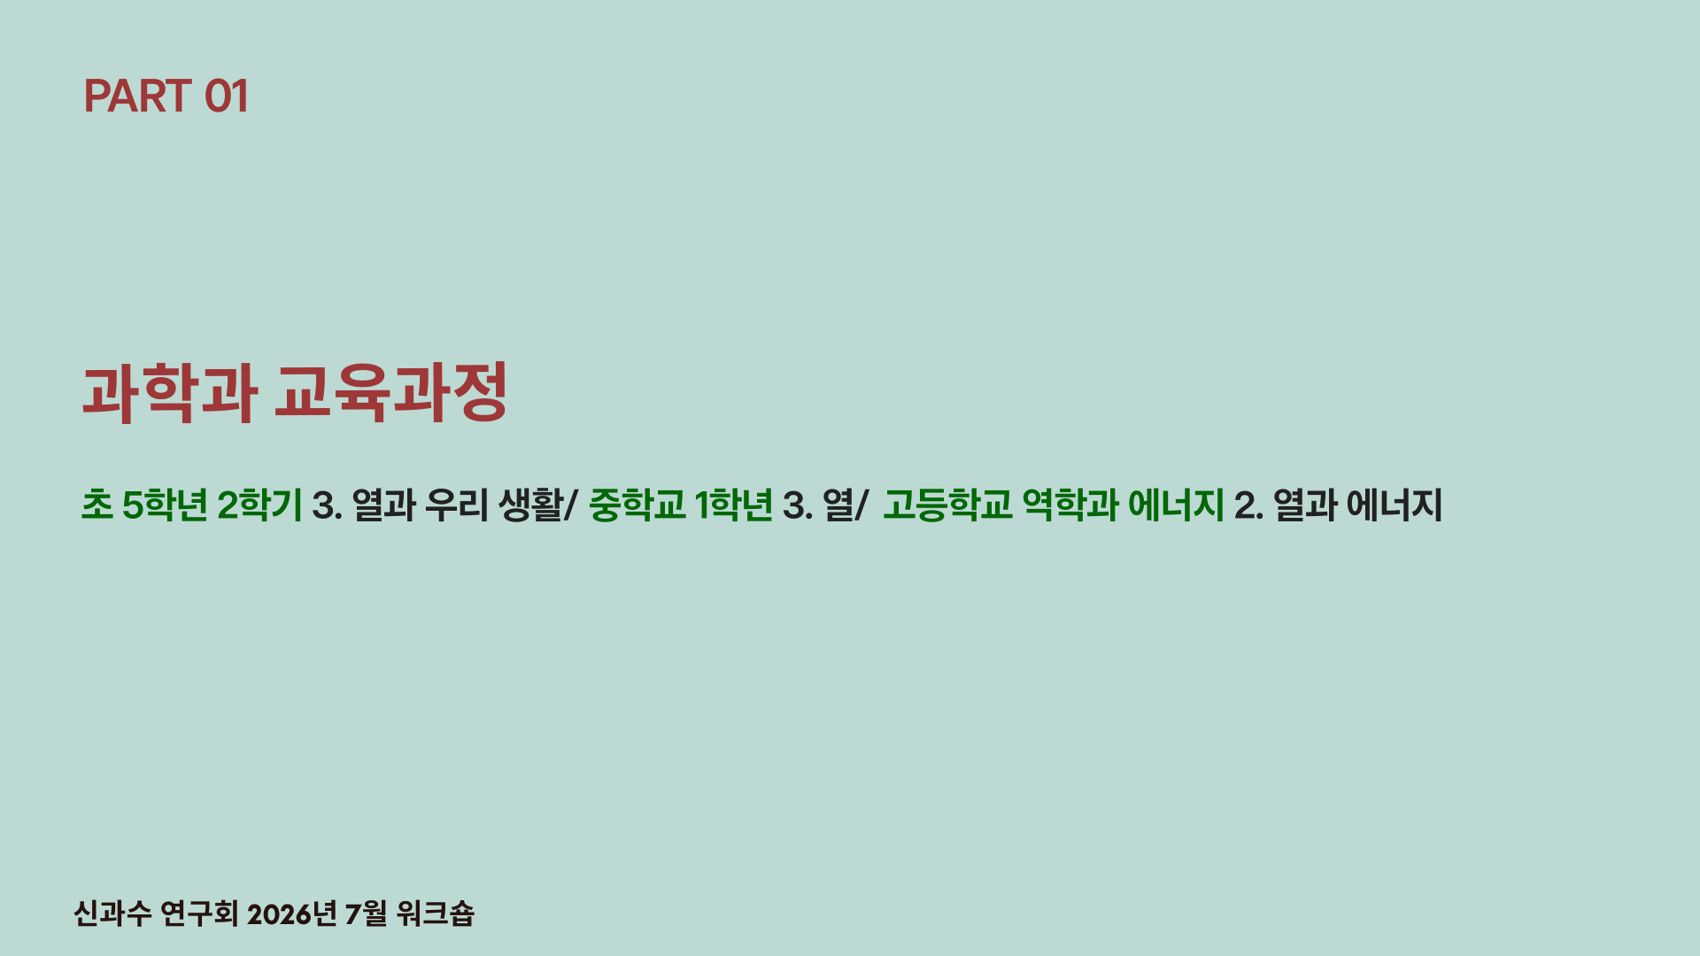 PART 01
과학과 교육과정
초 5학년 2학기 3. 열과 우리 생활/ 중학교 1학년 3. 열/ 고등학교 역학과 에너지 2. 열과 에너지
신과수 연구회 2026년 7월 워크숍